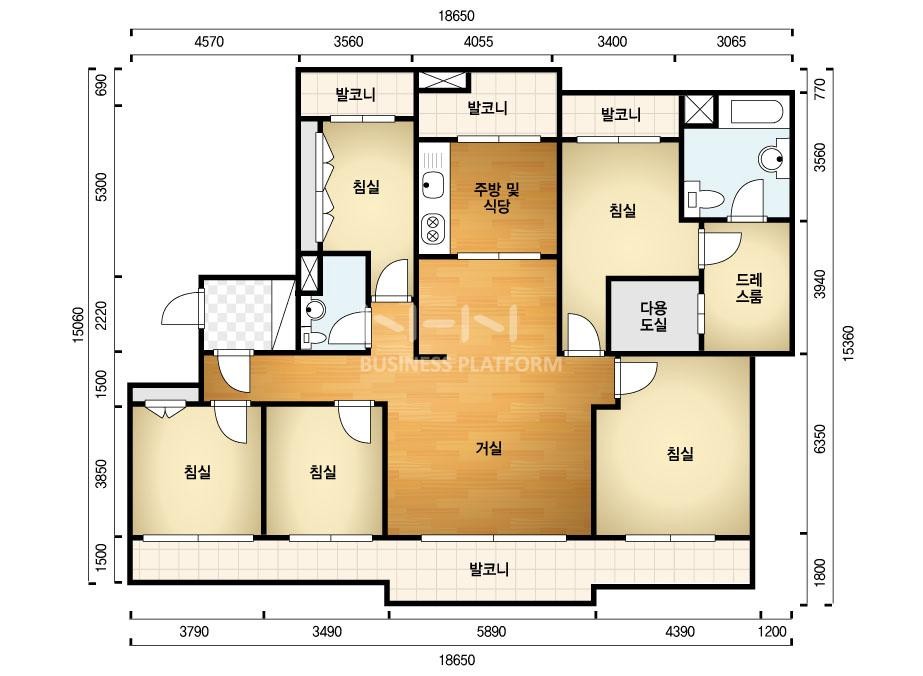 18650
4570
3560
4055
3400
3065
690
5300
2220
1500
3850
1500
15060
770
3560
3940
6350
1800
15360
발코니
발코니
발코니
침실
주방 및
식당
침실
드레
스룸
다용
도실
NHN
BUSINESS PLATFORM
거실
침실
침실
침실
발코니
3790
3490
5890
4390
1200
18650